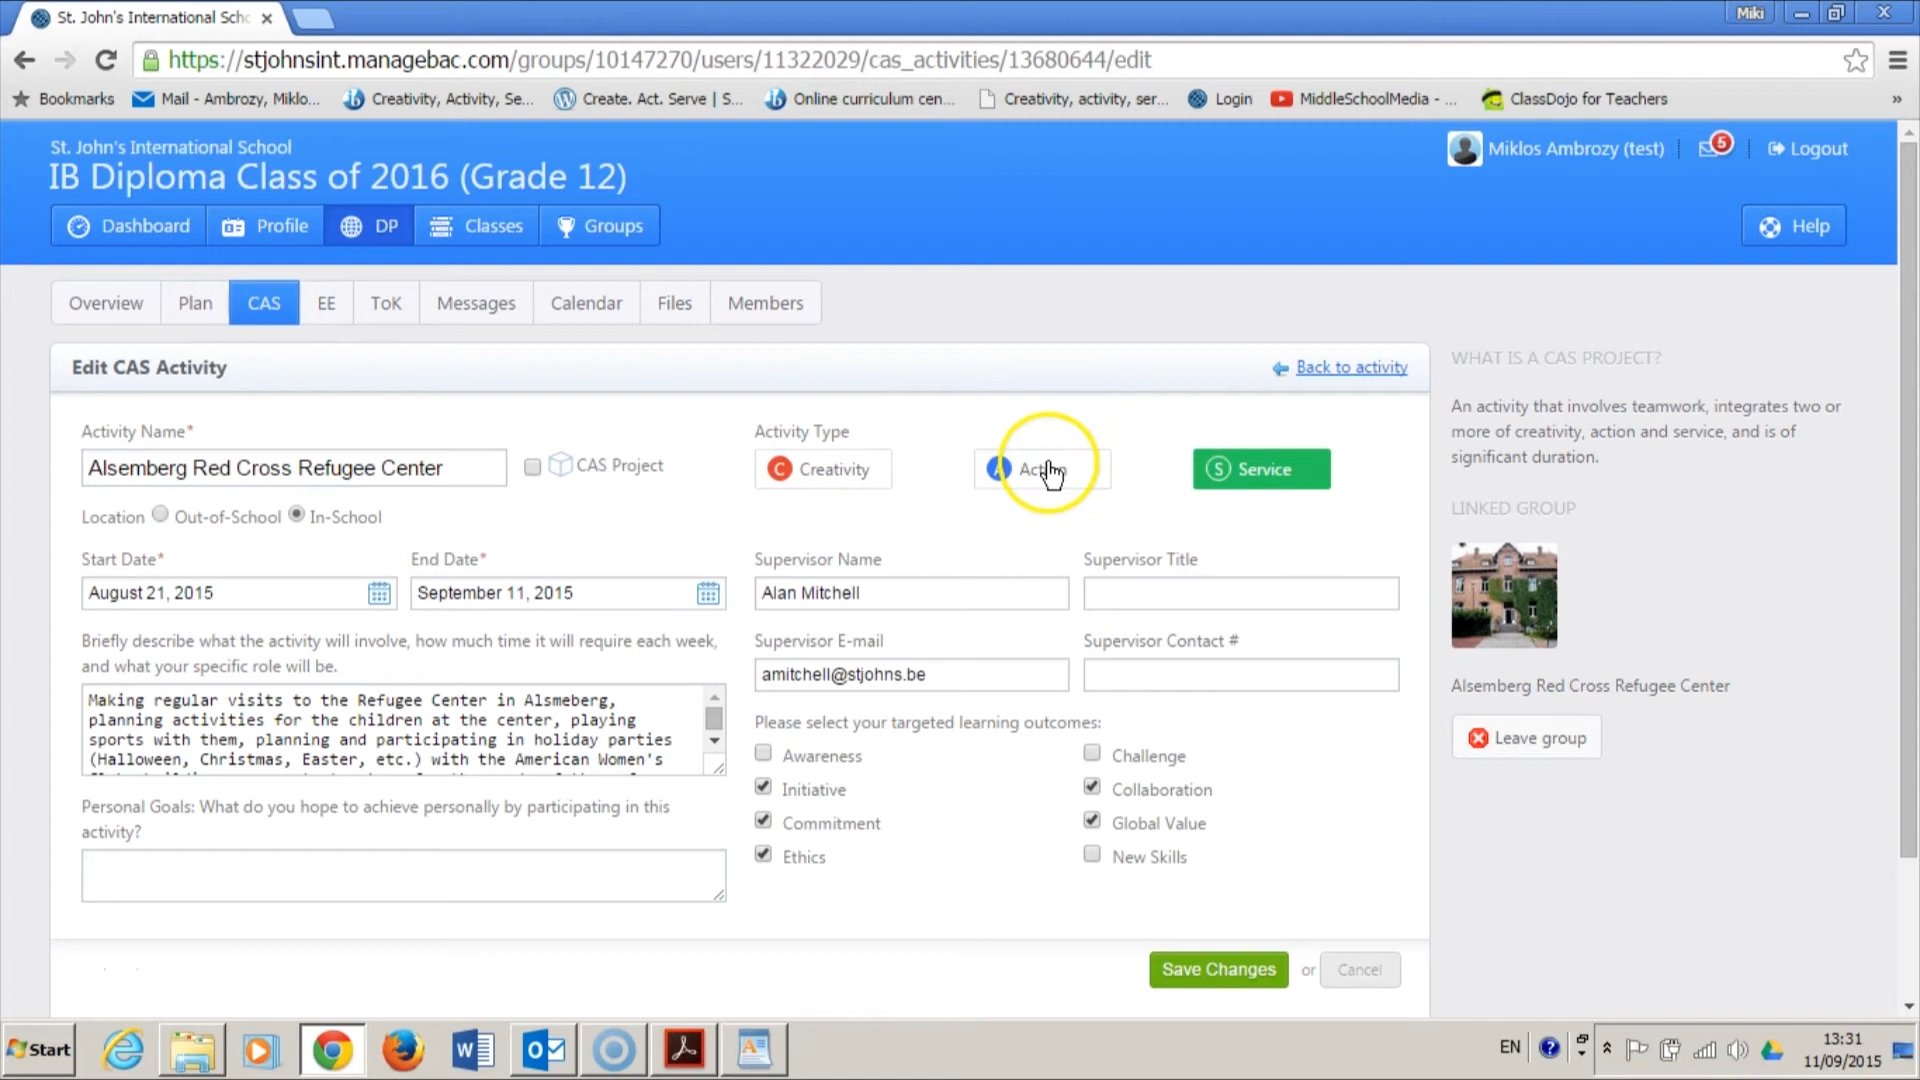 St. John's International Scho
Miki
https://stjohnsint.managebac.com/groups/10147270/users/11322029/cas_activities/13680644/edit
Bookmarks Mail - Ambrozy, Miklo... Creativity, Activity, Se... Create. Act. Serve | S... Online curriculum cen... Creativity, activity, ser... Login MiddleSchoolMedia - ... ClassDojo for Teachers »
St. John's International School
IB Diploma Class of 2016 (Grade 12)
Miklos Ambrozy (test) 5 Logout
Dashboard Profile DP Classes Groups Help
Overview Plan CAS EE ToK Messages Calendar Files Members
Edit CAS Activity Back to activity
WHAT IS A CAS PROJECT?
An activity that involves teamwork, integrates two or
more of creativity, action and service, and is of
significant duration.
Activity Name* Activity Type
Alsemberg Red Cross Refugee Center CAS Project C Creativity A Action S Service
Location Out-of-School In-School
LINKED GROUP
Start Date* End Date* Supervisor Name Supervisor Title
August 21, 2015 September 11, 2015 Alan Mitchell
Briefly describe what the activity will involve, how much time it will require each week,
and what your specific role will be.
Supervisor E-mail Supervisor Contact #
amitchell@stjohns.be
Making regular visits to the Refugee Center in Alsmeberg,
planning activities for the children at the center, playing
sports with them, planning and participating in holiday parties
(Halloween, Christmas, Easter, etc.) with the American Women's
Alsemberg Red Cross Refugee Center
Leave group
Please select your targeted learning outcomes:
Awareness Challenge
Initiative Collaboration
Commitment Global Value
Ethics New Skills
Personal Goals: What do you hope to achieve personally by participating in this
activity?
Save Changes or Cancel
Start EN 13:31
11/09/2015